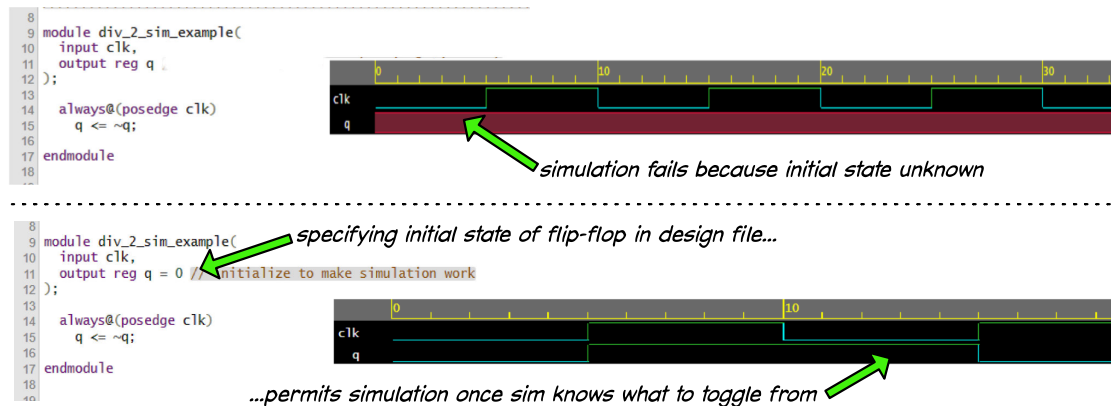 8
9 module div_2_sim_example(
10 input clk,
11 output reg q
12 );
13
14 always@(posedge clk)
15 q <= ~q;
16
17 endmodule
18
0 10 20 30
clk
q
simulation fails because initial state unknown
8
9 module div_2_sim_example(
specifying initial state of flip-flop in design file...
10 input clk,
11 output reg q = 0 // initialize to make simulation work
12 );
13
14 always@(posedge clk)
15 q <= ~q;
16
17 endmodule
18
19
0 10
clk
q
...permits simulation once sim knows what to toggle from